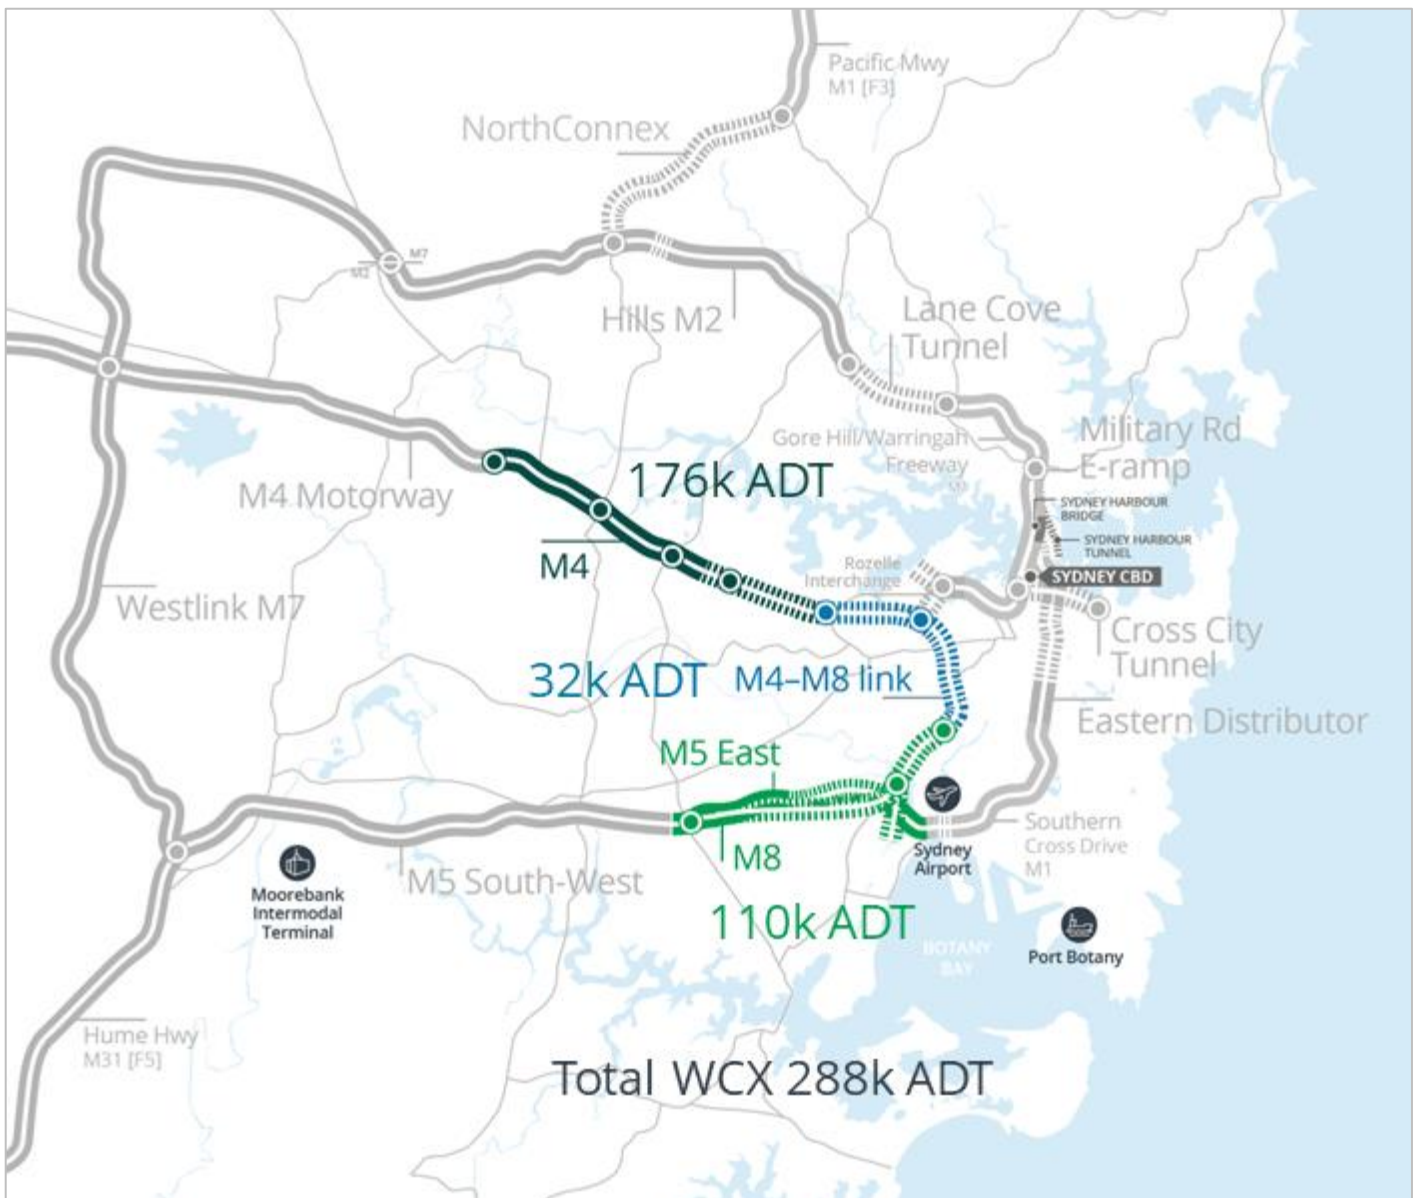 Pacific Mwy
M1 [F3]
NorthConnex
M7
M2
Hills M2
Lane Cove
Tunnel
Gore Hill/Warringah
Freeway
Military Rd
E-ramp
176k ADT
M4 Motorway
SYDNEY HARBOUR
BRIDGE
SYDNEY HARBOUR
TUNNEL
M4
Rozelle
Interchange
SYDNEY CBD
Westlink M7
Cross City
Tunnel
32k ADT
M4–M8 link
Eastern Distributor
M5 East
Southern
Cross Drive
M1
Sydney
Airport
M8
M5 South-West
Moorebank
Intermodal
Terminal
110k ADT
BOTANY
BAY
Port Botany
Hume Hwy
M31 [F5]
Total WCX 288k ADT